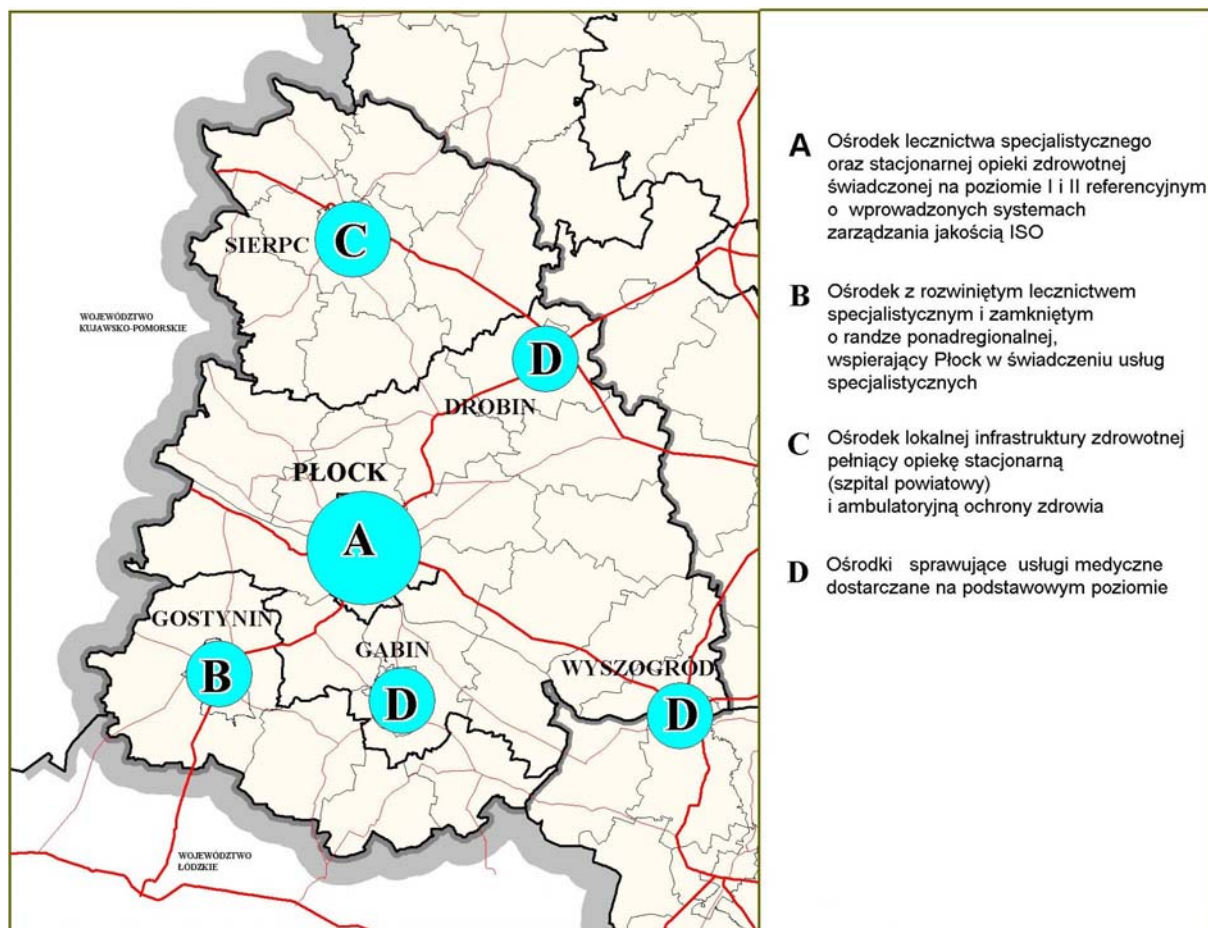 SIERPC
C
WOJEWÓDZTWO
KUJAWSKO-POMORSKIE
D
DROBIN
PŁOCK
A
GOSTYNIN
B
GĄBIN
D
WYSZOGRÓD
D
WOJEWÓDZTWO
ŁÓDZKIE
A Ośrodek lecznictwa specjalistycznego
oraz stacjonarnej opieki zdrowotnej
świadczonej na poziomie I i II referencyjnym
o wprowadzonych systemach
zarządzania jakością ISO
B Ośrodek z rozwiniętym lecznictwem
specjalistycznym i zamkniętym
o randze ponadregionalnej,
wspierający Płock w świadczeniu usług
specjalistycznych
C Ośrodek lokalnej infrastruktury zdrowotnej
pełniący opiekę stacjonarną
(szpital powiatowy)
i ambulatoryjną ochrony zdrowia
D Ośrodki sprawujące usługi medyczne
dostarczane na podstawowym poziomie